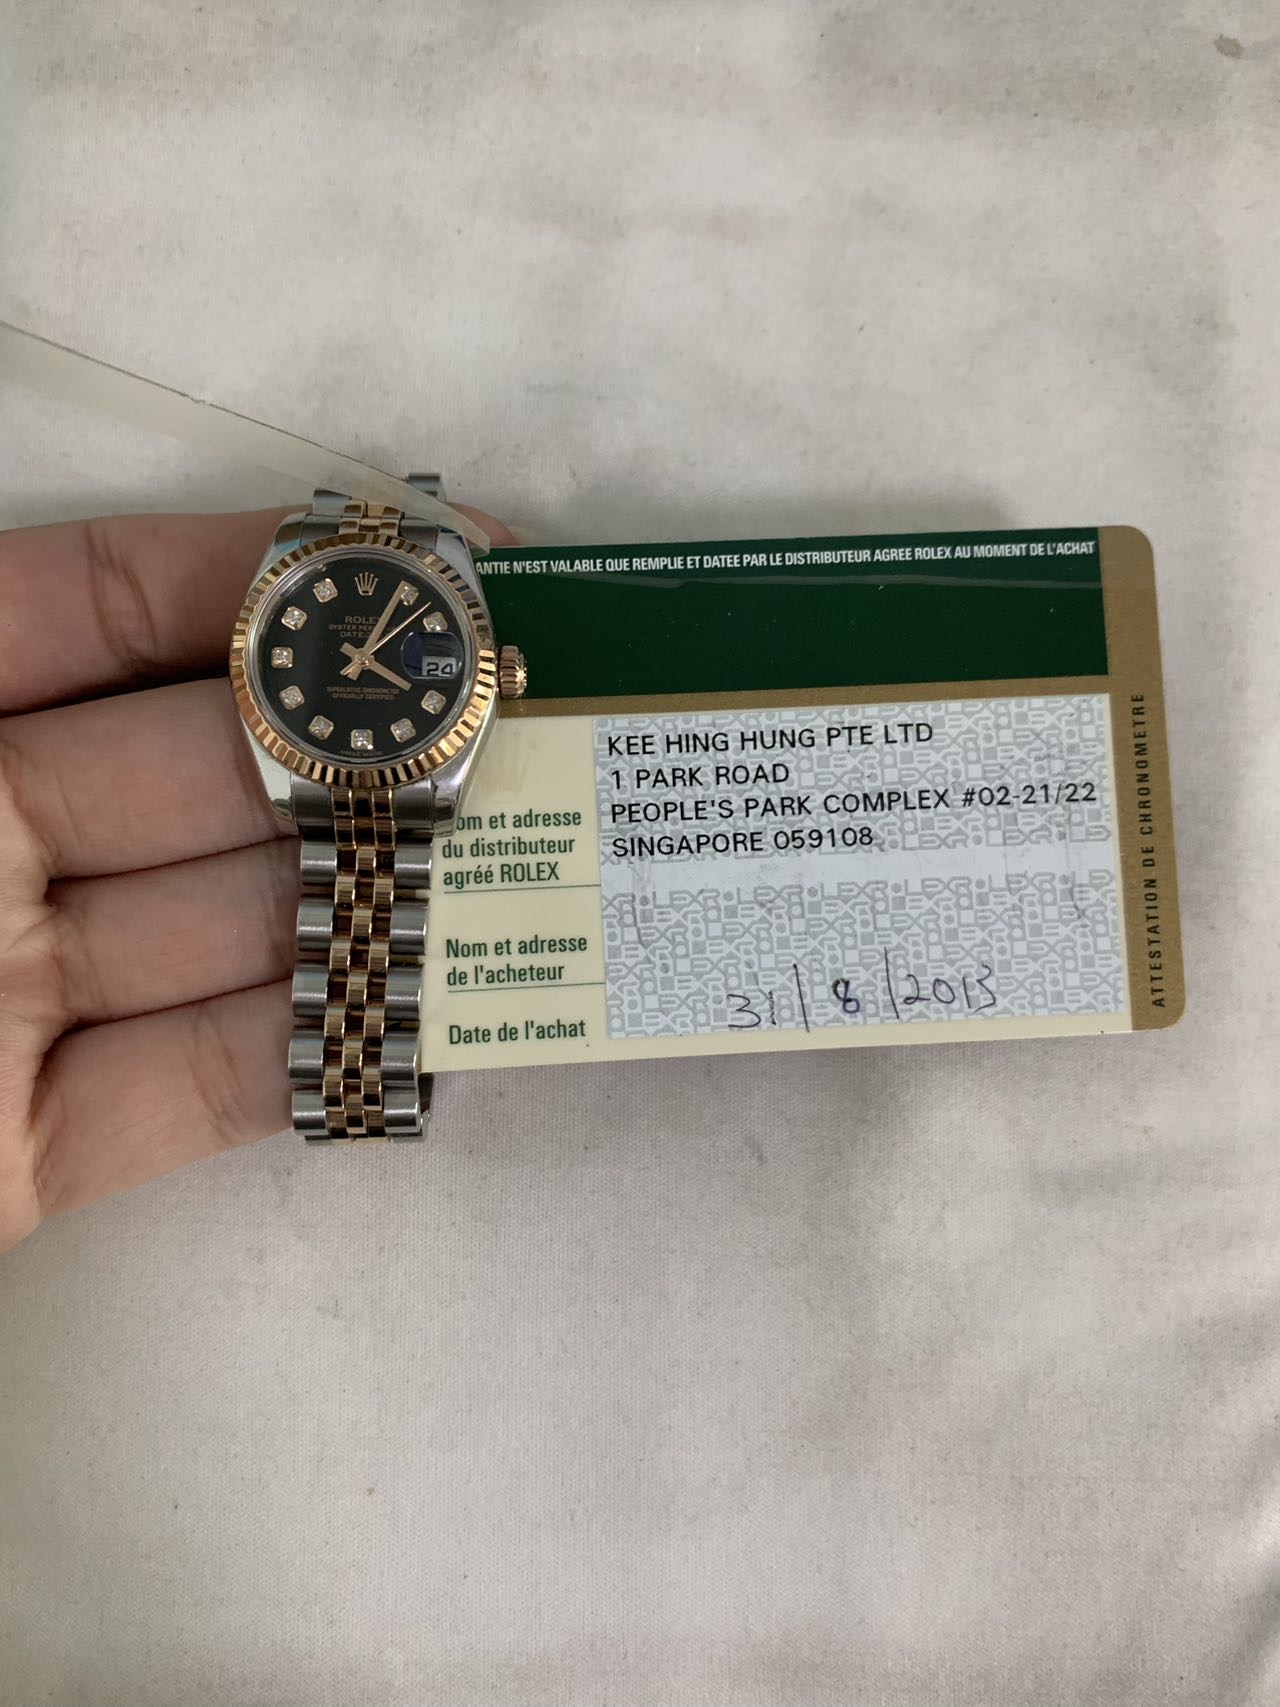 ROLEX
OYSTER PERPETUAL
SUPERLATIVE CHRONOMETER
OFFICIALLY CERTIFIED
24
ANTIE N'EST VALABLE QUE REMPLIE ET DATEE PAR LE DISTRIBUTEUR AGREE ROLEX AU MOMENT DE L'ACHAT
KEE HING HUNG PTE LTD
1 PARK ROAD
PEOPLE'S PARK COMPLEX #02-21/22
SINGAPORE 059108
om et adresse
du distributeur
agréé ROLEX
Nom et adresse
de l'acheteur
Date de l'achat
/ 8 / 2013
ATTESTATION DE CHRONOMETRE